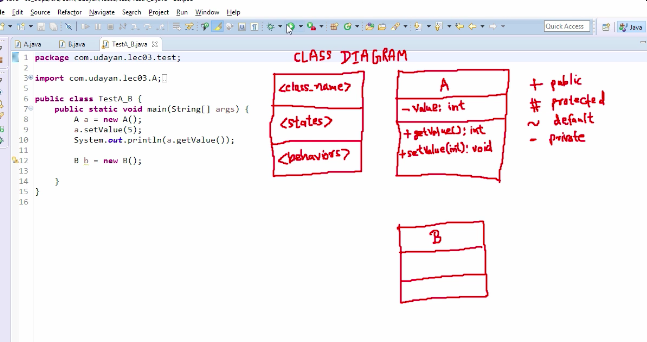 Edit Source Refactor Navigate Search Project Run Window Help
Quick Access
Java
A.java B.java TestA_B.java
1 package com.udayan.lec03.test;
2
3 import com.udayan.lec03.A;
5
6 public class TestA_B {
7 public static void main(String[] args) {
8 A a = new A();
9 a.setValue(5);
10 System.out.println(a.getValue());
11
12 B b = new B();
13
14 }
15 }
16
CLASS DIAGRAM
<class_name>
<states>
<behaviors>
A
- value: int
+ getValue(): int
+ setValue(int): void
+ public
# protected
~ default
- private
B